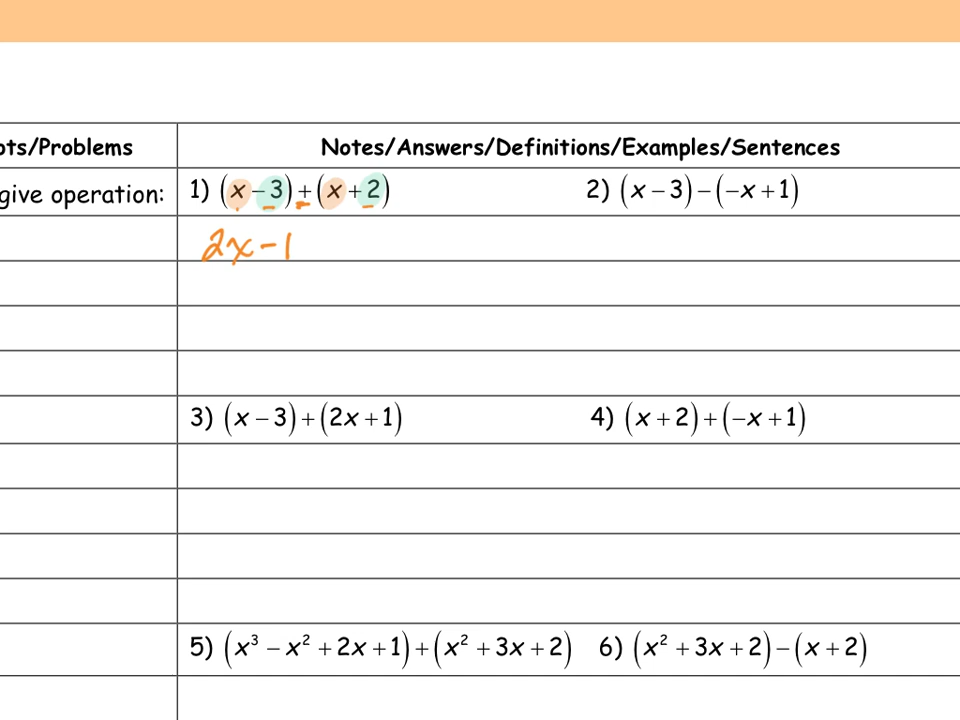 pts/Problems Notes/Answers/Definitions/Examples/Sentences
give operation: 1) (x − 3) + (x + 2) 2) (x − 3) − (−x + 1)
2x − 1
3) (x − 3) + (2x + 1) 4) (x + 2) + (−x + 1)
5) (x³ − x² + 2x + 1) + (x² + 3x + 2) 6) (x² + 3x + 2) − (x + 2)